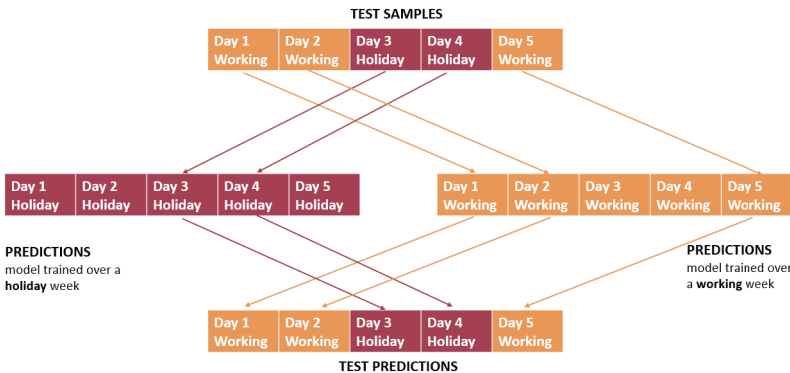 TEST SAMPLES
Day 1 Day 2 Day 3 Day 4 Day 5
Working Working Holiday Holiday Working
Day 1 Day 2 Day 3 Day 4 Day 5
Holiday Holiday Holiday Holiday Holiday
Day 1 Day 2 Day 3 Day 4 Day 5
Working Working Working Working Working
PREDICTIONS
model trained over a
holiday week
PREDICTIONS
model trained over
a working week
Day 1 Day 2 Day 3 Day 4 Day 5
Working Working Holiday Holiday Working
TEST PREDICTIONS